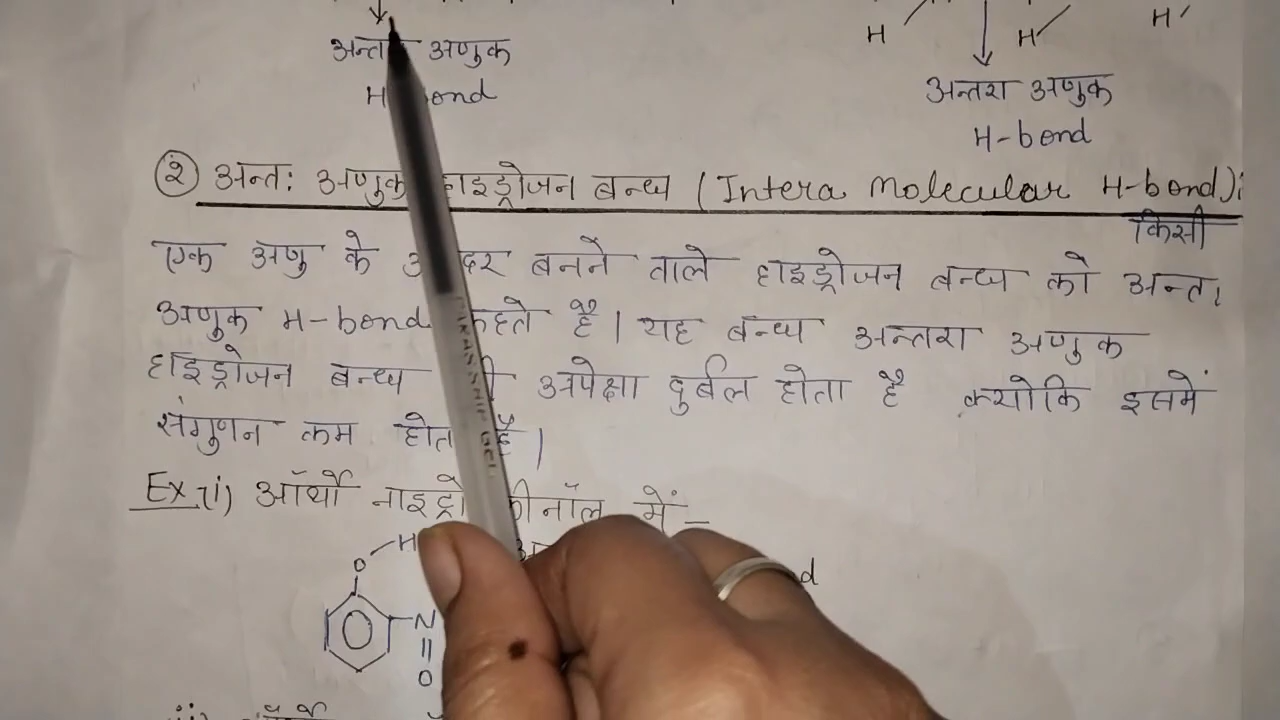 अणुक
H bond
H
H
H
अन्तरा अणुक
H-bond
२ अन्तः अणुक हाइड्रोजन बन्ध (Intera Molecular H-bond):
किसी
एक अणु के अन्दर बनने वाले हाइड्रोजन बन्ध को अन्तः
अणुक H-bond कहते है। यह बन्ध अन्तरा अणुक
हाइड्रोजन बन्ध की अपेक्षा दुर्बल होता है क्योकि इसमें
संगुणन कम होता है।
Ex-(i) ऑर्थो नाइट्रो फीनॉल में -
H
O
N
O